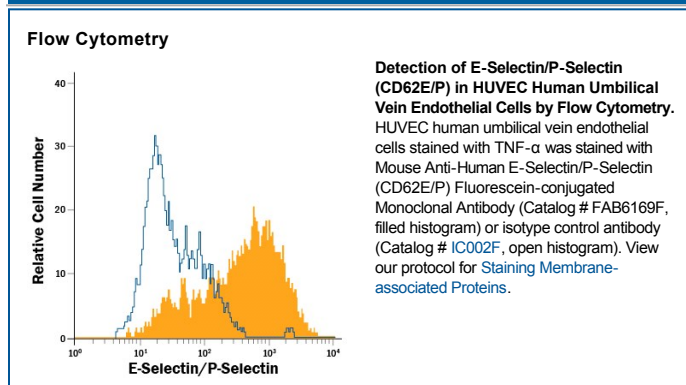 Flow Cytometry
Detection of E-Selectin/P-Selectin
(CD62E/P) in HUVEC Human Umbilical
Vein Endothelial Cells by Flow Cytometry.
HUVEC human umbilical vein endothelial
cells stained with TNF-α was stained with
Mouse Anti-Human E-Selectin/P-Selectin
(CD62E/P) Fluorescein-conjugated
Monoclonal Antibody (Catalog # FAB6169F,
filled histogram) or isotype control antibody
(Catalog # IC002F, open histogram). View
our protocol for Staining Membrane-
associated Proteins.
Relative Cell Number
40
30
20
10
0
10⁰ 10¹ 10² 10³ 10⁴
E-Selectin/P-Selectin